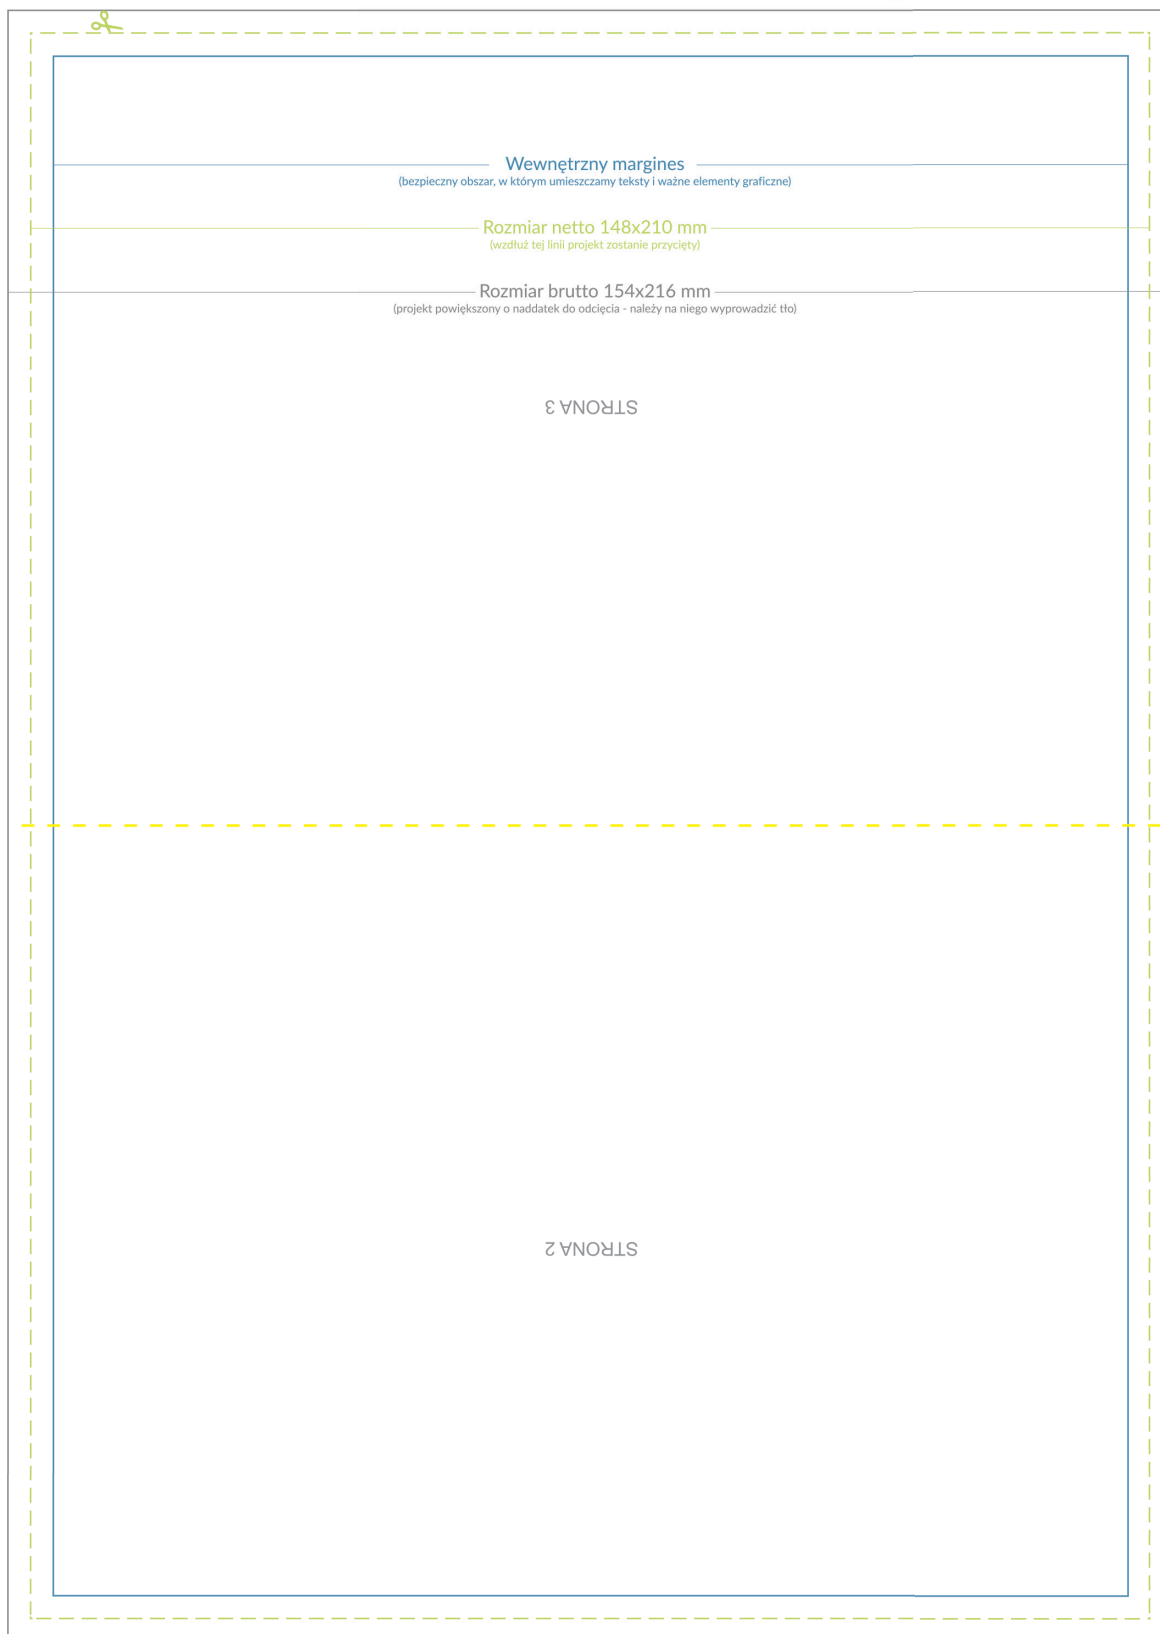 Wewnętrzny margines
(bezpieczny obszar, w którym umieszczamy teksty i ważne elementy graficzne)
Rozmiar netto 148x210 mm
(wzdłuż tej linii projekt zostanie przycięty)
Rozmiar brutto 154x216 mm
(projekt powiększony o naddatek do odcięcia - należy na niego wyprowadzić tło)
STRONA 3
STRONA 2